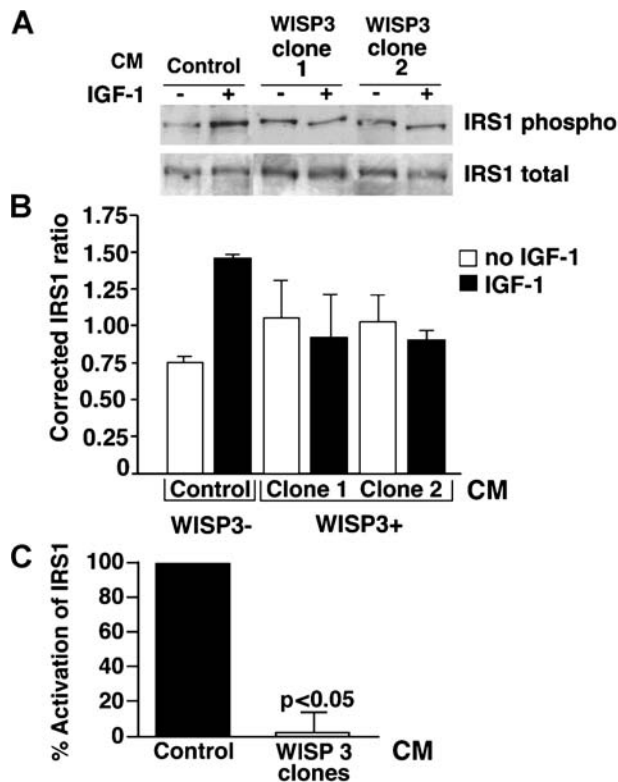 A
CM Control WISP3 clone 1 WISP3 clone 2
IGF-1 - + - + - +
IRS1 phospho
IRS1 total
B
Corrected IRS1 ratio
1.75
1.50
1.25
1.00
0.75
0.50
0.25
0
no IGF-1
IGF-1
Control Clone 1 Clone 2 CM
WISP3- WISP3+
C
% Activation of IRS1
100
80
60
40
20
0
p<0.05
Control WISP 3 clones CM